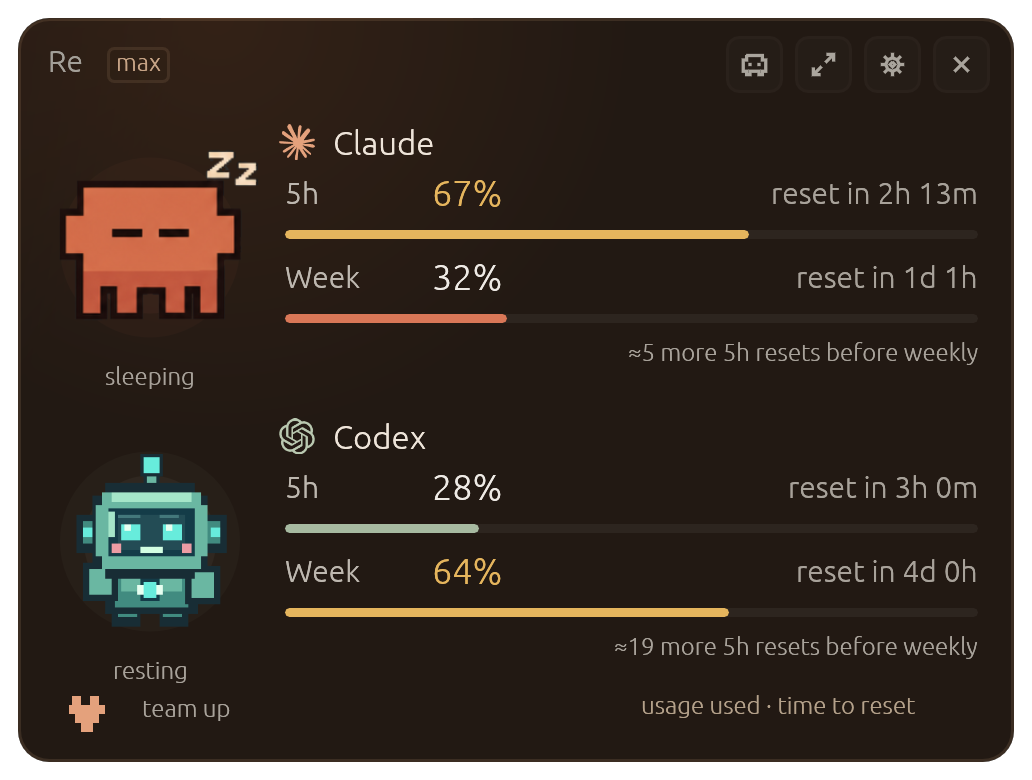 Re max
Zz
Claude
5h 67% reset in 2h 13m
Week 32% reset in 1d 1h
≈5 more 5h resets before weekly
sleeping
Codex
5h 28% reset in 3h 0m
Week 64% reset in 4d 0h
≈19 more 5h resets before weekly
resting
team up usage used · time to reset